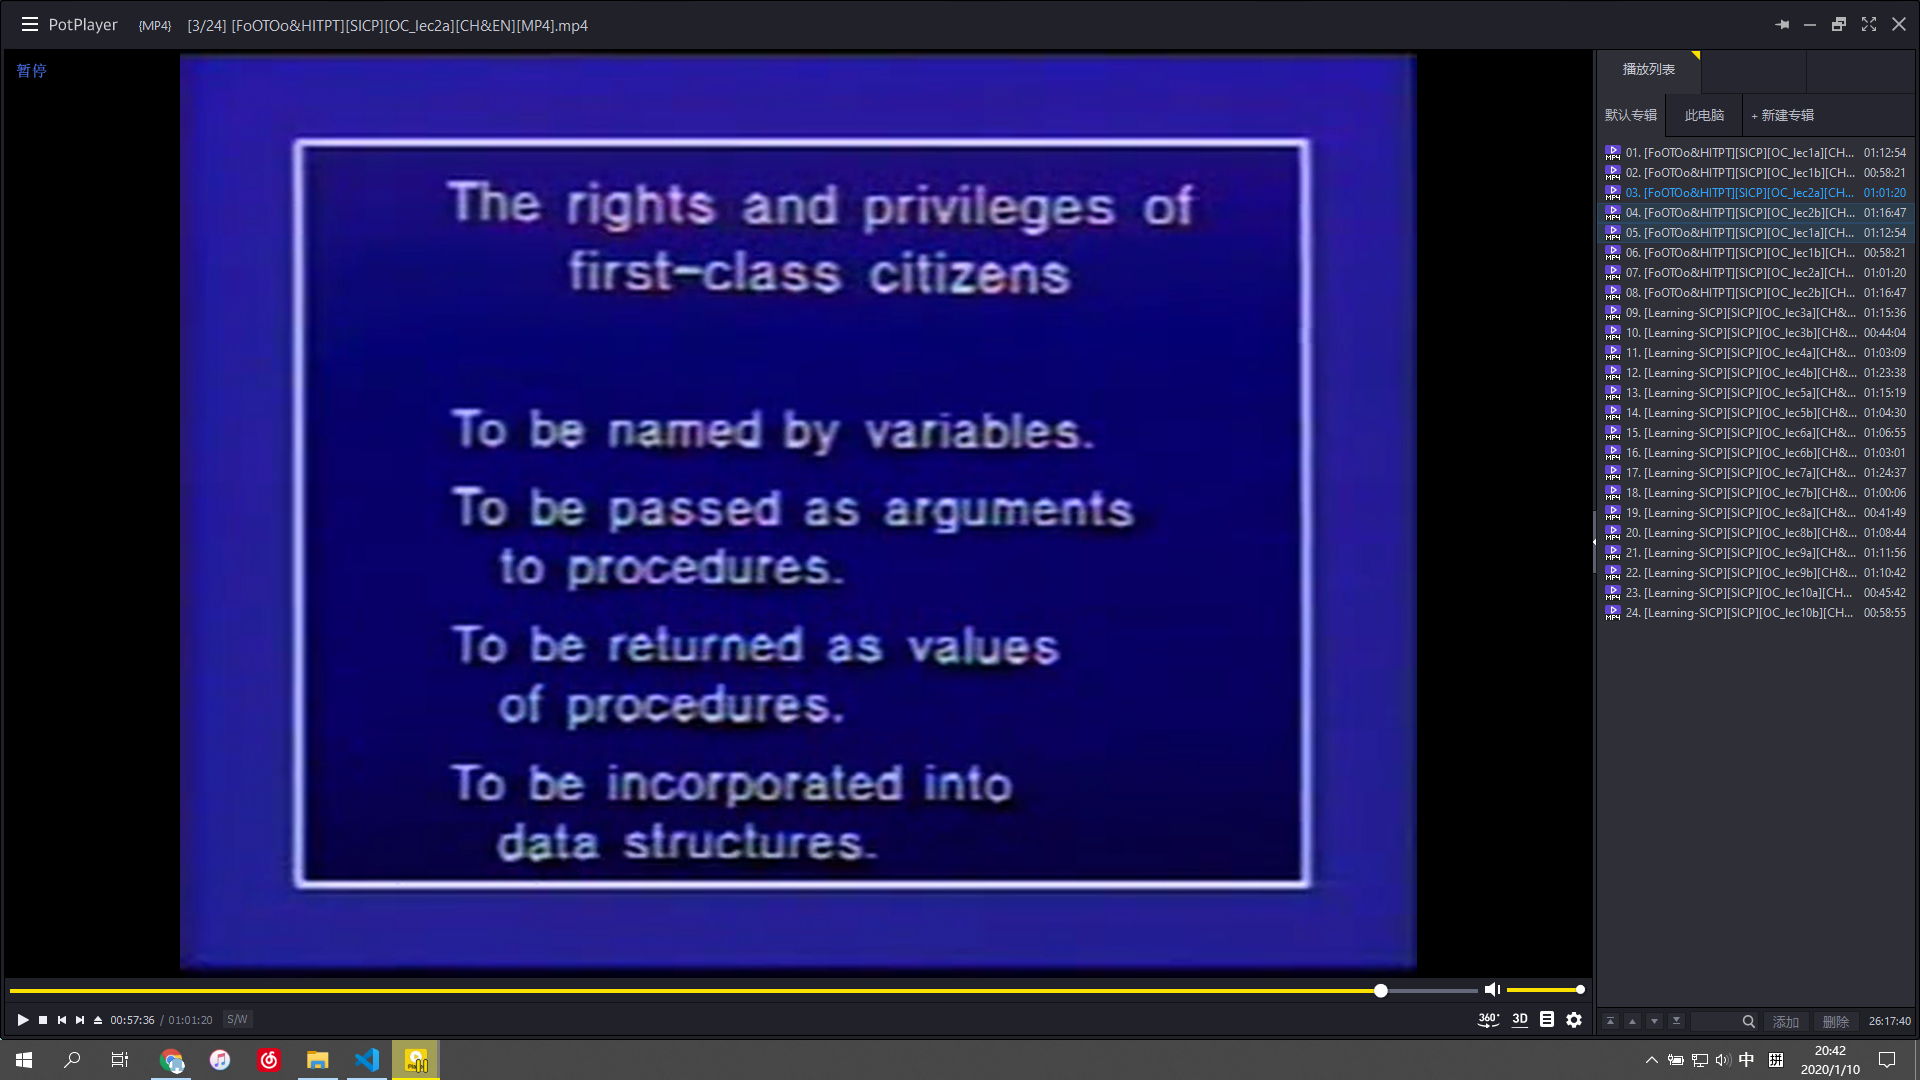 PotPlayer
{MP4}
[3/24] [FoOTOo&HITPT][SICP][OC_lec2a][CH&EN][MP4].mp4
暂停
The rights and privileges of
first-class citizens
To be named by variables.
To be passed as arguments
to procedures.
To be returned as values
of procedures.
To be incorporated into
data structures.
00:57:36 / 01:01:20
S/W
360°
3D
播放列表
默认专辑
此电脑
+ 新建专辑
01. [FoOTOo&HITPT][SICP][OC_lec1a][CH... 01:12:54
02. [FoOTOo&HITPT][SICP][OC_lec1b][CH... 00:58:21
03. [FoOTOo&HITPT][SICP][OC_lec2a][CH... 01:01:20
04. [FoOTOo&HITPT][SICP][OC_lec2b][CH... 01:16:47
05. [FoOTOo&HITPT][SICP][OC_lec1a][CH... 01:12:54
06. [FoOTOo&HITPT][SICP][OC_lec1b][CH... 00:58:21
07. [FoOTOo&HITPT][SICP][OC_lec2a][CH... 01:01:20
08. [FoOTOo&HITPT][SICP][OC_lec2b][CH... 01:16:47
09. [Learning-SICP][SICP][OC_lec3a][CH&... 01:15:36
10. [Learning-SICP][SICP][OC_lec3b][CH&... 00:44:04
11. [Learning-SICP][SICP][OC_lec4a][CH&... 01:03:09
12. [Learning-SICP][SICP][OC_lec4b][CH&... 01:23:38
13. [Learning-SICP][SICP][OC_lec5a][CH&... 01:15:19
14. [Learning-SICP][SICP][OC_lec5b][CH&... 01:04:30
15. [Learning-SICP][SICP][OC_lec6a][CH&... 01:06:55
16. [Learning-SICP][SICP][OC_lec6b][CH&... 01:03:01
17. [Learning-SICP][SICP][OC_lec7a][CH&... 01:24:37
18. [Learning-SICP][SICP][OC_lec7b][CH&... 01:00:06
19. [Learning-SICP][SICP][OC_lec8a][CH&... 00:41:49
20. [Learning-SICP][SICP][OC_lec8b][CH&... 01:08:44
21. [Learning-SICP][SICP][OC_lec9a][CH&... 01:11:56
22. [Learning-SICP][SICP][OC_lec9b][CH&... 01:10:42
23. [Learning-SICP][SICP][OC_lec10a][CH... 00:45:42
24. [Learning-SICP][SICP][OC_lec10b][CH... 00:58:55
添加
删除
26:17:40
中
拼
20:42
2020/1/10